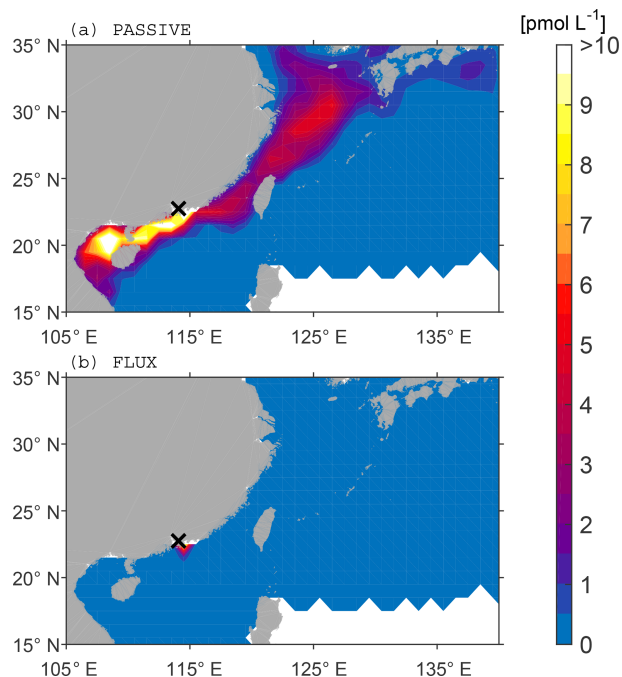 [pmol L⁻¹]
(a) PASSIVE
35° N
30° N
25° N
20° N
15° N
105° E
115° E
125° E
135° E
(b) FLUX
35° N
30° N
25° N
20° N
15° N
105° E
115° E
125° E
135° E
>10
9
8
7
6
5
4
3
2
1
0